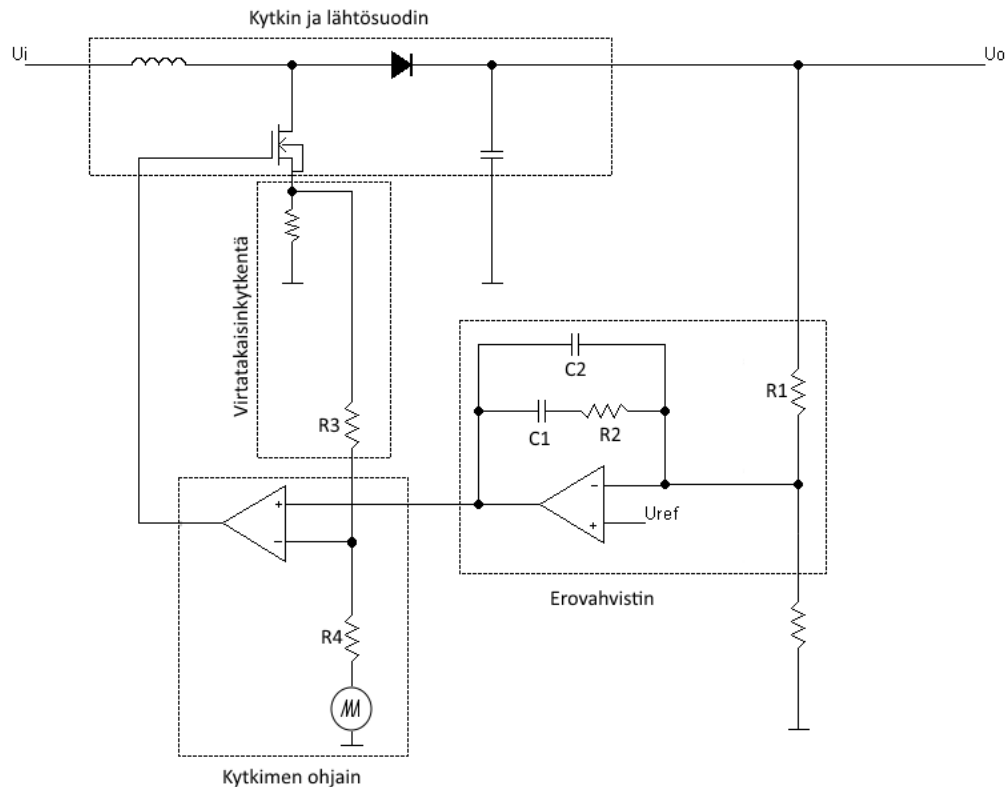 Kytkin ja lähtösuodin
Ui
Uo
Virtatakaisinkytkentä
C2
R1
C1
R2
R3
+
-
-
+
Uref
Erovahvistin
R4
Kytkimen ohjain